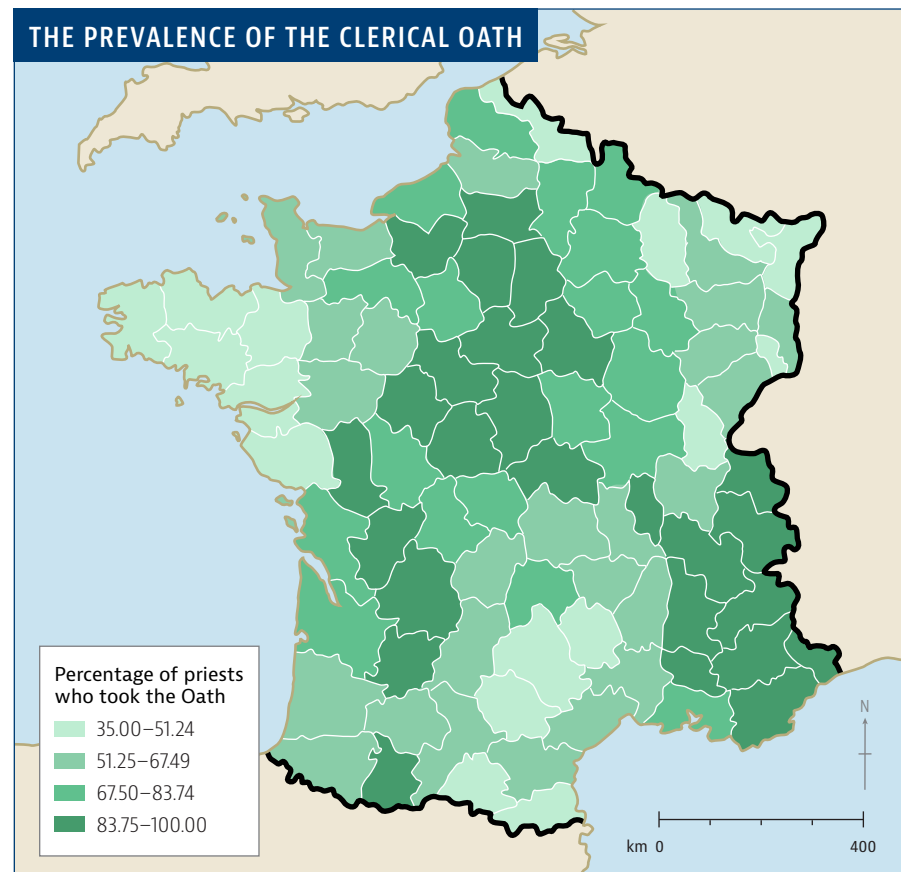 THE PREVALENCE OF THE CLERICAL OATH
Percentage of priests
who took the Oath
35.00–51.24
51.25–67.49
67.50–83.74
83.75–100.00
N
km 0 400